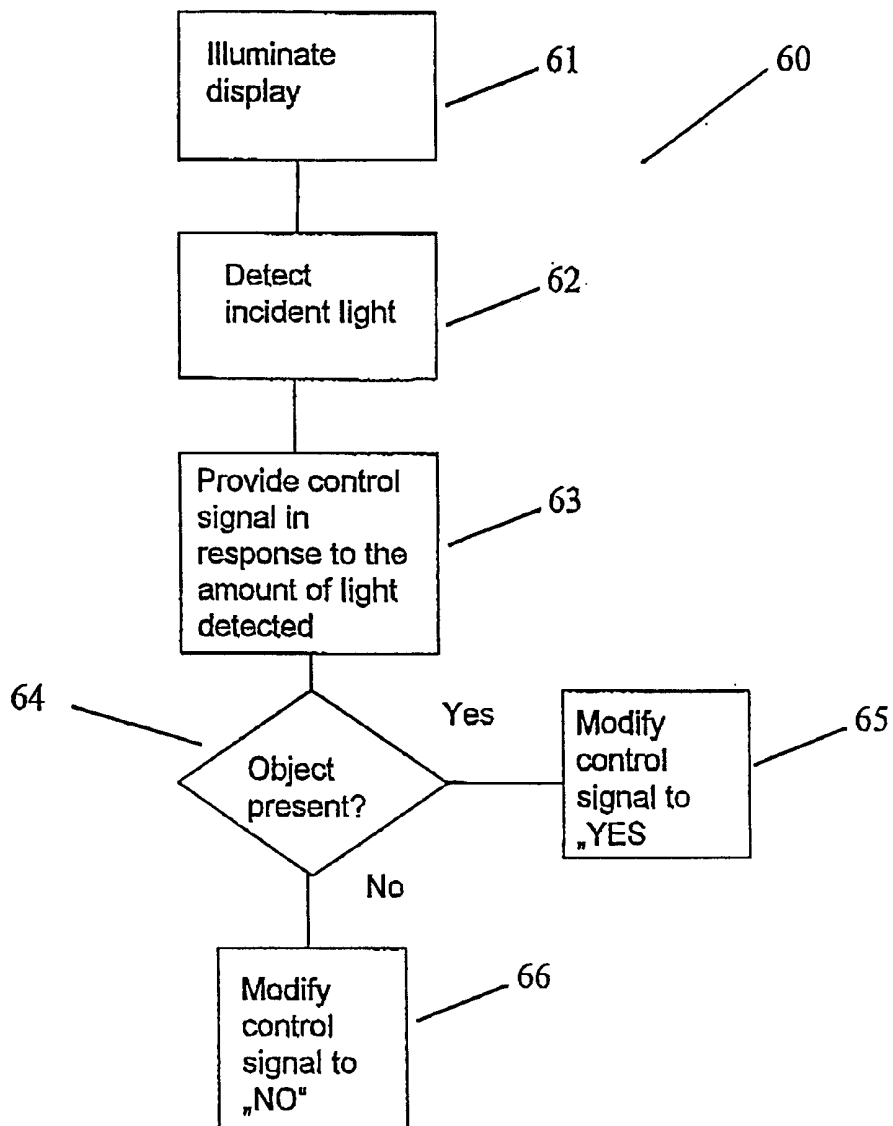 Illuminate
display
61
60
Detect
incident light
62
Provide control
signal in
response to the
amount of light
detected
63
64
Object
present?
Yes
Modify
control
signal to
„YES
65
No
Modify
control
signal to
„NO“
66